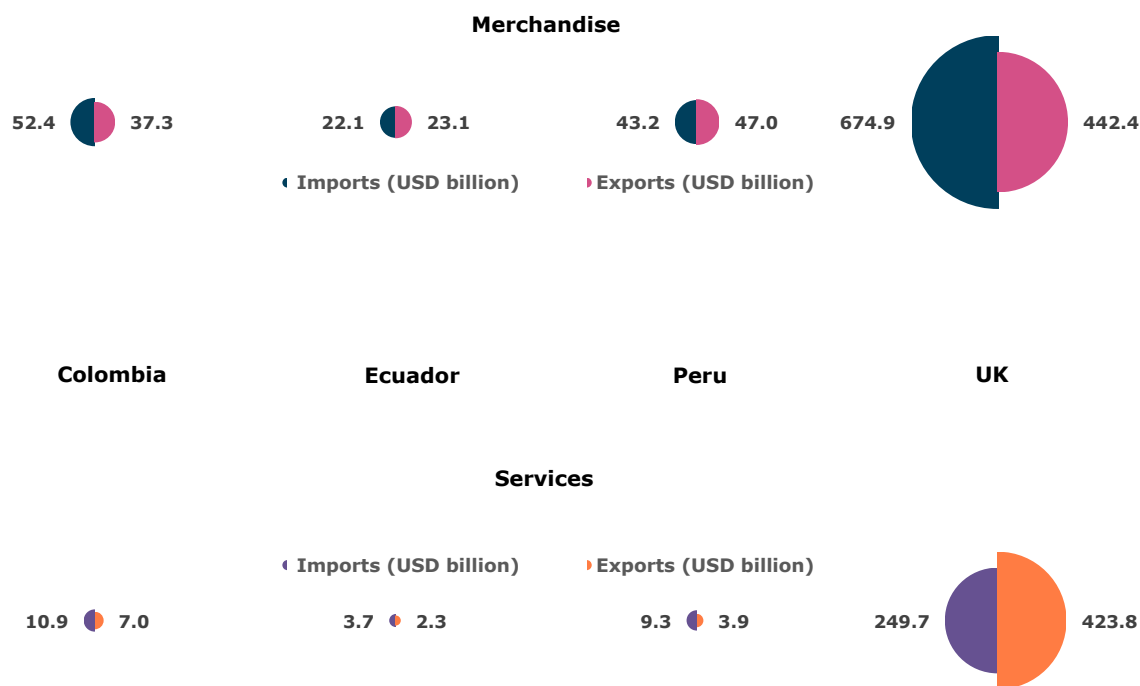 Merchandise
52.4 37.3 22.1 23.1 43.2 47.0 674.9 442.4
Imports (USD billion) Exports (USD billion)
Colombia Ecuador Peru UK
Services
Imports (USD billion) Exports (USD billion)
10.9 7.0 3.7 2.3 9.3 3.9 249.7 423.8